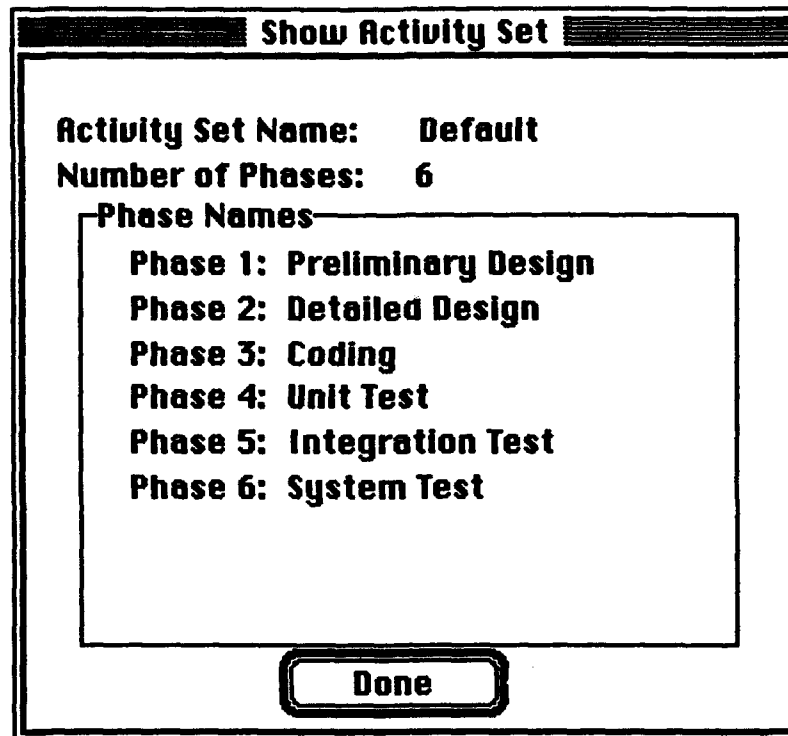 Show Activity Set
Activity Set Name: Default
Number of Phases: 6
Phase Names
Phase 1: Preliminary Design
Phase 2: Detailed Design
Phase 3: Coding
Phase 4: Unit Test
Phase 5: Integration Test
Phase 6: System Test
Done